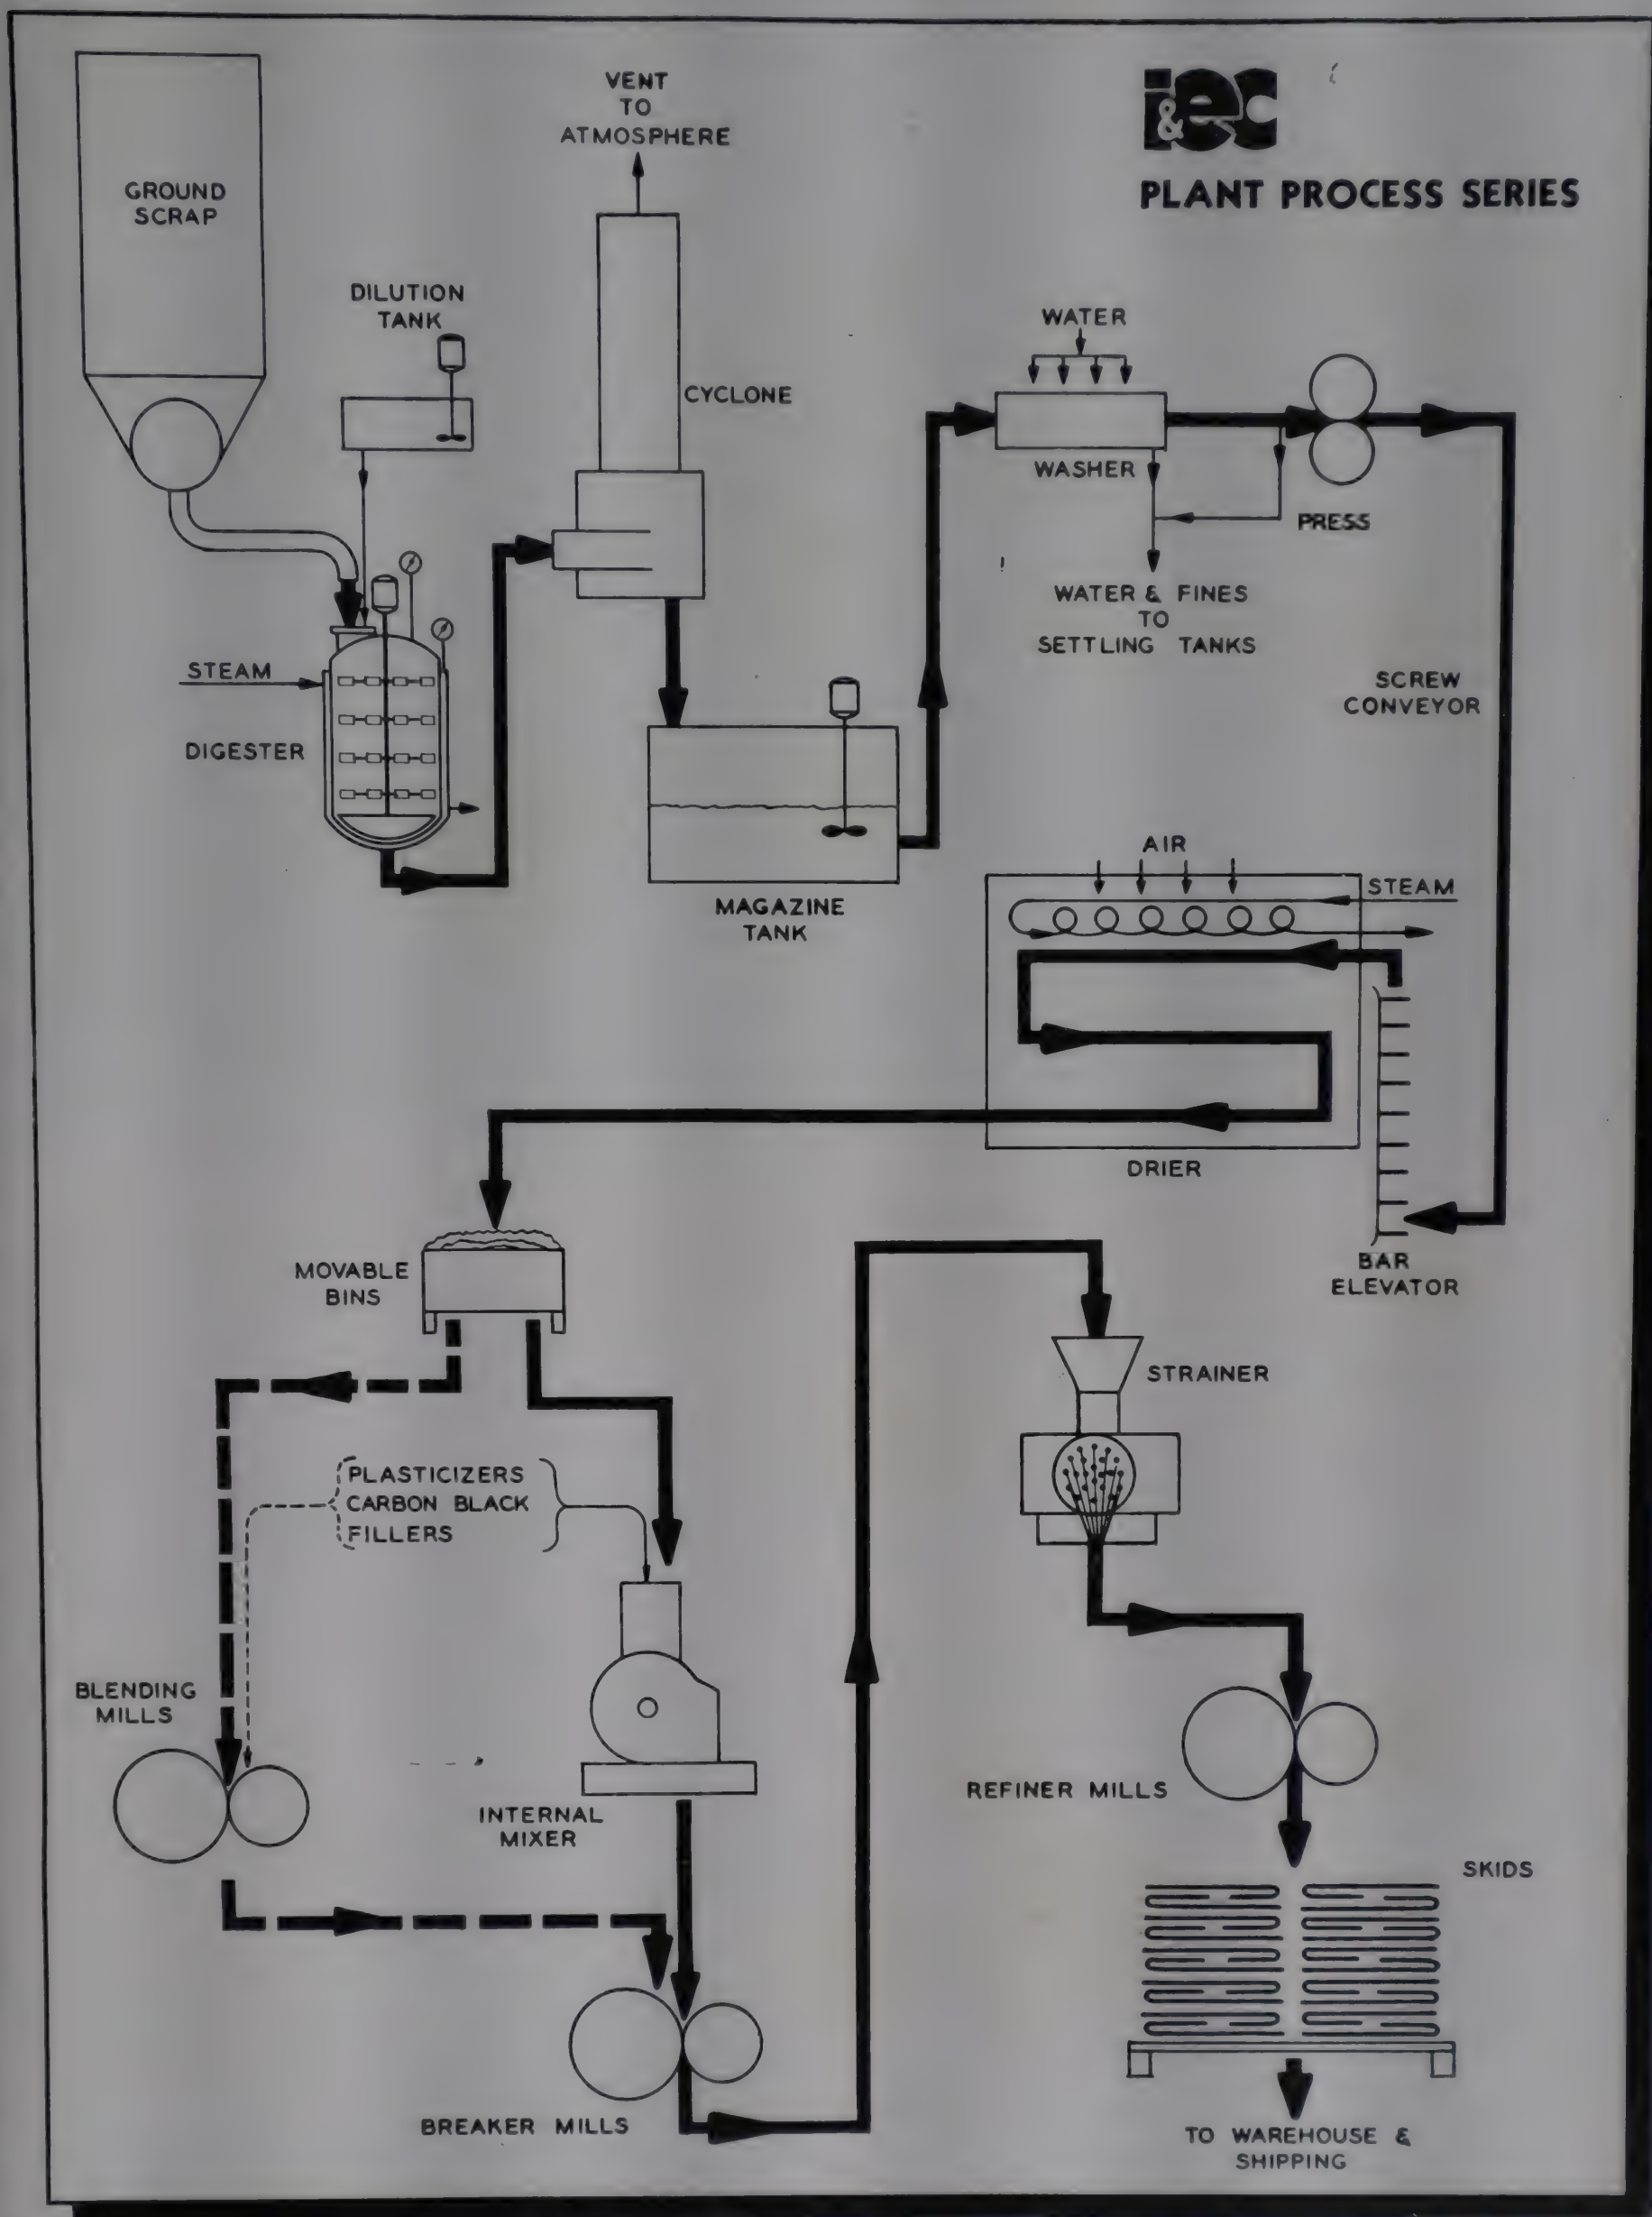 i&ec
PLANT PROCESS SERIES
VENT
TO
ATMOSPHERE
GROUND
SCRAP
DILUTION
TANK
CYCLONE
WATER
WASHER
PRESS
WATER & FINES
TO
SETTLING TANKS
STEAM
DIGESTER
SCREW
CONVEYOR
MAGAZINE
TANK
AIR
STEAM
DRIER
BAR
ELEVATOR
MOVABLE
BINS
STRAINER
PLASTICIZERS
CARBON BLACK
FILLERS
BLENDING
MILLS
INTERNAL
MIXER
REFINER MILLS
SKIDS
BREAKER MILLS
TO WAREHOUSE &
SHIPPING